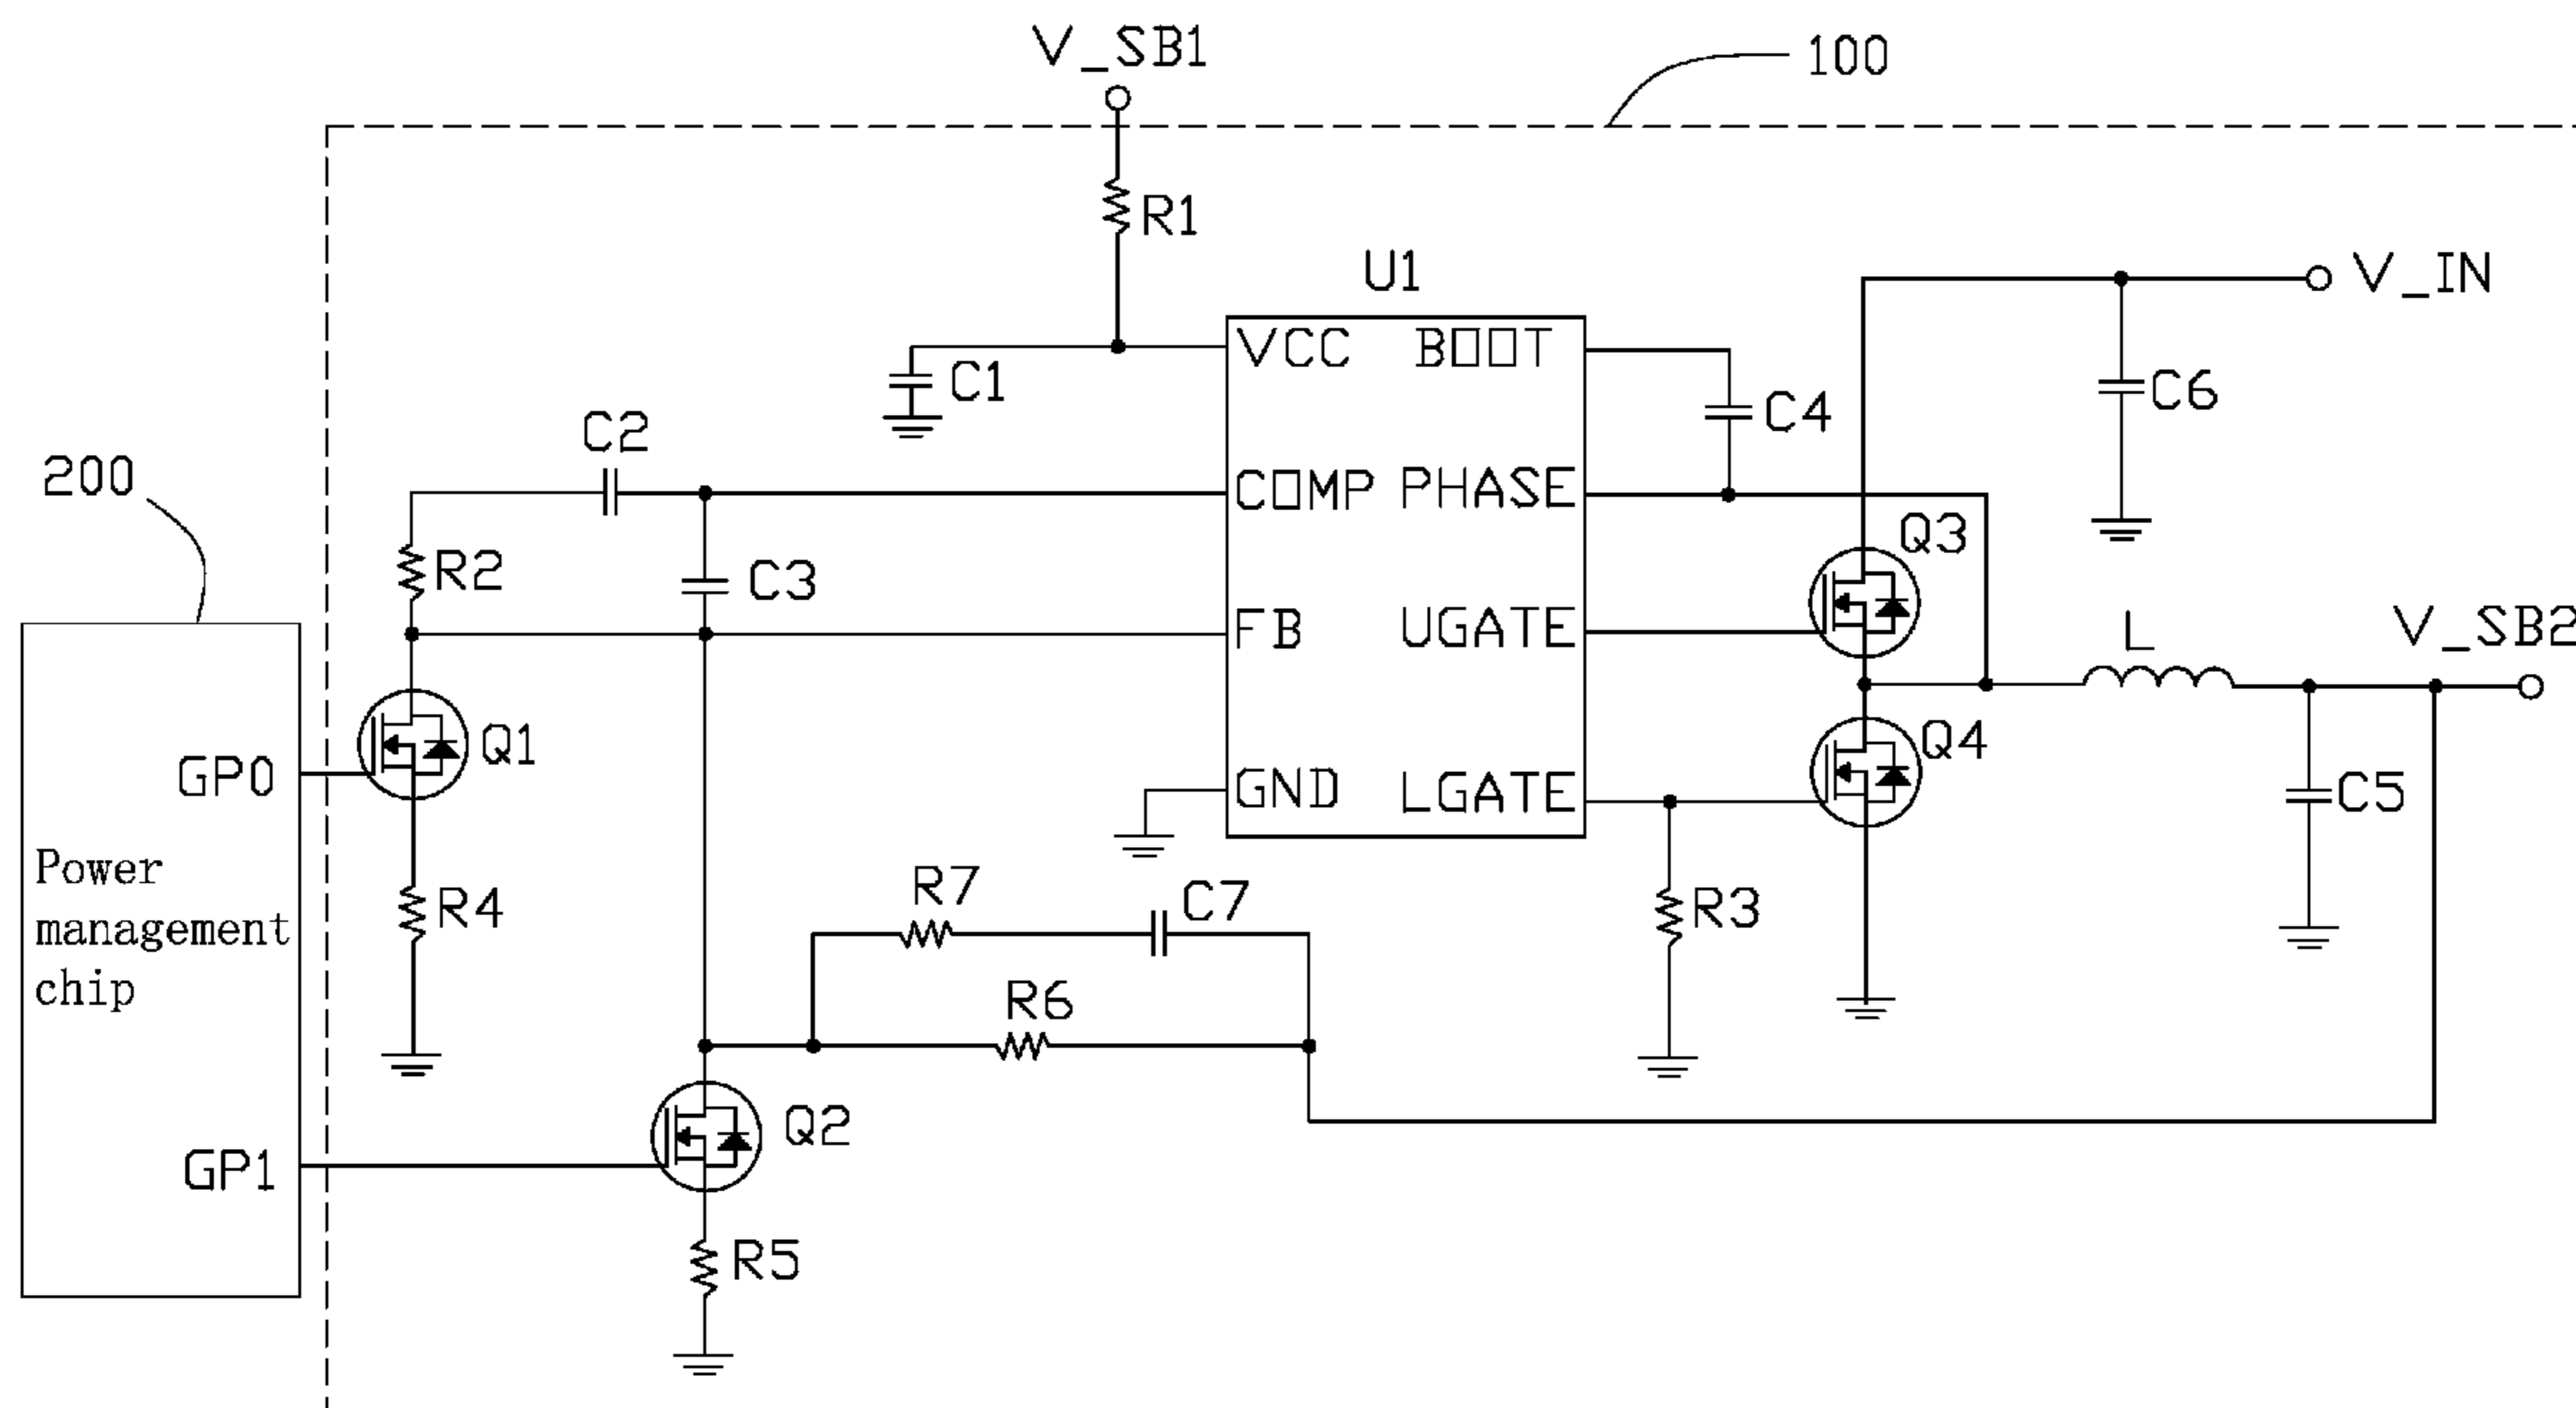 V_SB1
100
R1
U1
V_IN
VCC
BOOT
C1
C4
C6
C2
200
COMP
PHASE
Q3
R2
C3
FB
UGATE
L
V_SB2
Q1
Q4
GP0
GND
LGATE
C5
Power
management
chip
R4
R7
C7
R3
R6
Q2
GP1
R5